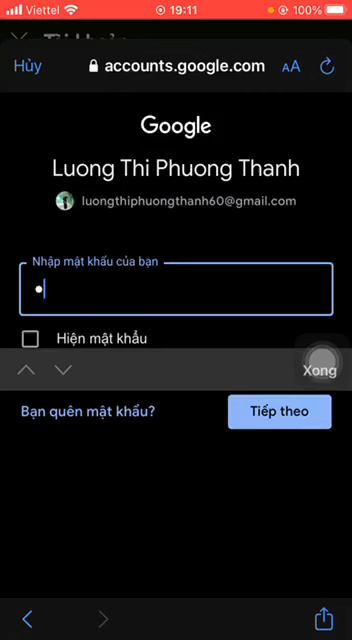 Viettel
19:11
100%
Hủy
accounts.google.com
AA
Google
Luong Thi Phuong Thanh
luongthiphuongthanh60@gmail.com
Nhập mật khẩu của bạn
Hiện mật khẩu
Xong
Bạn quên mật khẩu?
Tiếp theo